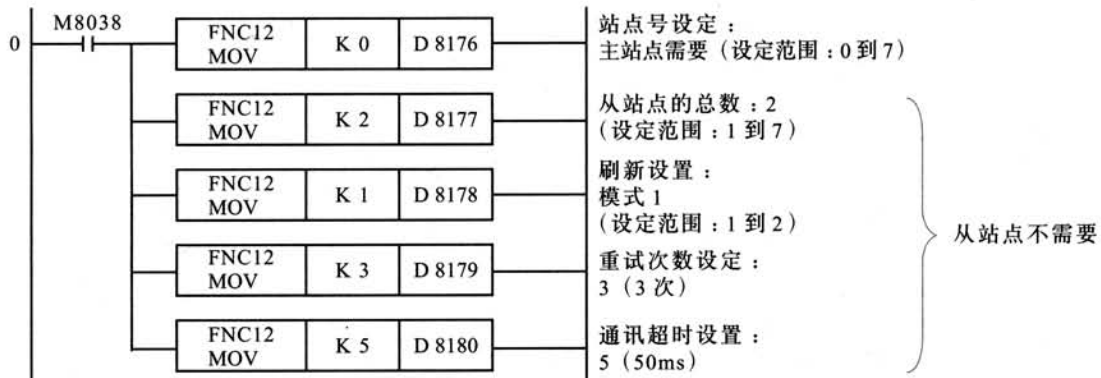 M8038
0
FNC12
MOV
K 0
D 8176
站点号设定：
主站点需要（设定范围：0 到 7）
FNC12
MOV
K 2
D 8177
从站点的总数：2
（设定范围：1 到 7）
FNC12
MOV
K 1
D 8178
刷新设置：
模式 1
（设定范围：1 到 2）
从站点不需要
FNC12
MOV
K 3
D 8179
重试次数设定：
3（3 次）
FNC12
MOV
K 5
D 8180
通讯超时设置：
5（50ms）